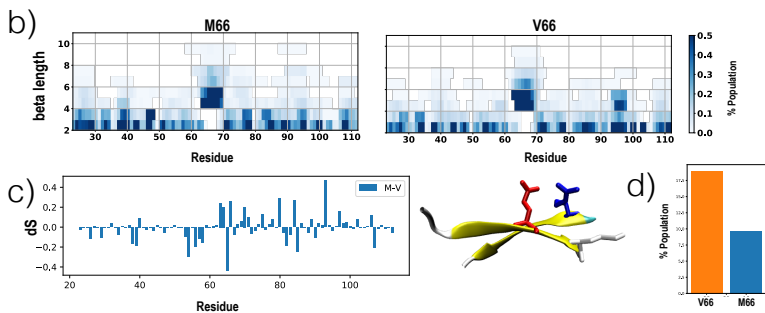 b)
M66
V66
beta length
10
8
6
4
2
30
40
50
60
70
80
90
100
110
Residue
30
40
50
60
70
80
90
100
110
Residue
0.5
0.4
0.3
0.2
0.1
0.0
% Population
c)
dS
0.4
0.2
0.0
−0.2
−0.4
M-V
20
40
60
80
100
Residue
d)
% Population
V66
M66